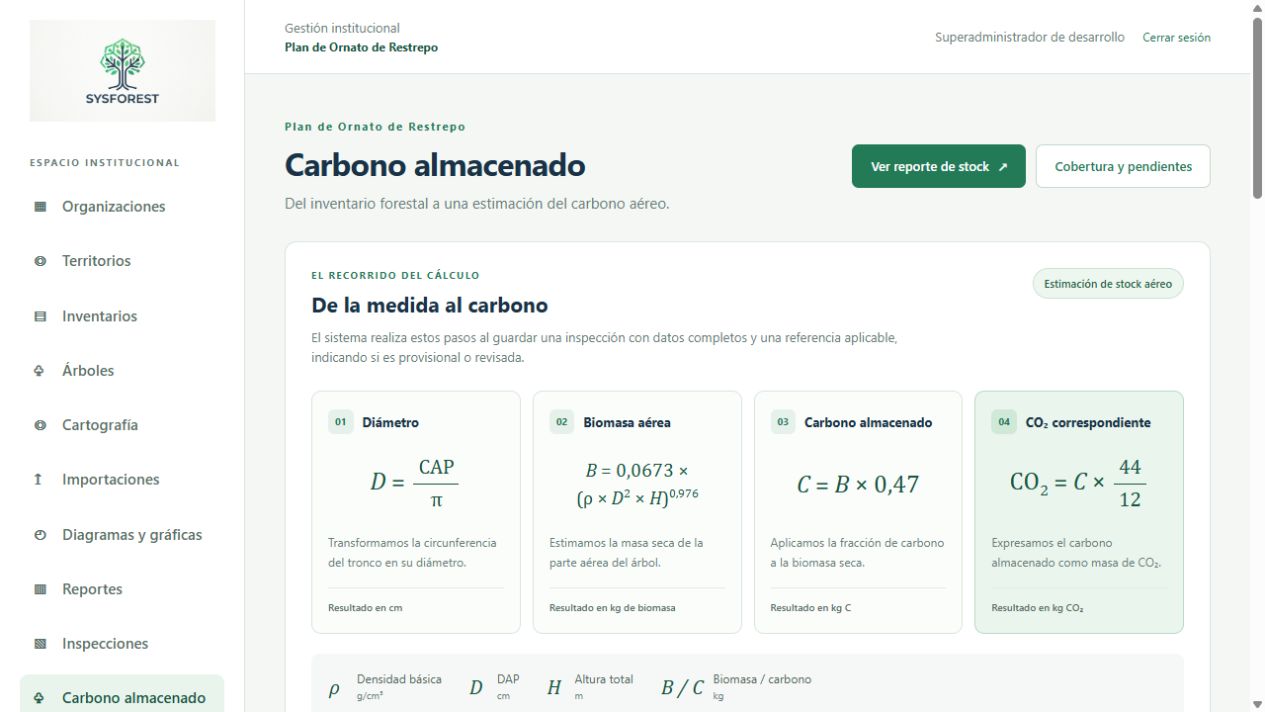 SYSFOREST
ESPACIO INSTITUCIONAL
Organizaciones
Territorios
Inventarios
Árboles
Cartografía
Importaciones
Diagramas y gráficas
Reportes
Inspecciones
Carbono almacenado
Gestión institucional
Plan de Ornato de Restrepo
Superadministrador de desarrollo
Cerrar sesión
Plan de Ornato de Restrepo
Carbono almacenado
Del inventario forestal a una estimación del carbono aéreo.
Ver reporte de stock ↗
Cobertura y pendientes
EL RECORRIDO DEL CÁLCULO
De la medida al carbono
Estimación de stock aéreo
El sistema realiza estos pasos al guardar una inspección con datos completos y una referencia aplicable,
indicando si es provisional o revisada.
01 Diámetro
D = CAP / π
Transformamos la circunferencia
del tronco en su diámetro.
Resultado en cm
02 Biomasa aérea
B = 0,0673 ×
(ρ × D² × H)^0,976
Estimamos la masa seca de la
parte aérea del árbol.
Resultado en kg de biomasa
03 Carbono almacenado
C = B × 0,47
Aplicamos la fracción de carbono
a la biomasa seca.
Resultado en kg C
04 CO₂ correspondiente
CO₂ = C × 44 / 12
Expresamos el carbono
almacenado como masa de CO₂.
Resultado en kg CO₂
ρ Densidad básica
g/cm³
D DAP
cm
H Altura total
m
B / C Biomasa / carbono
kg